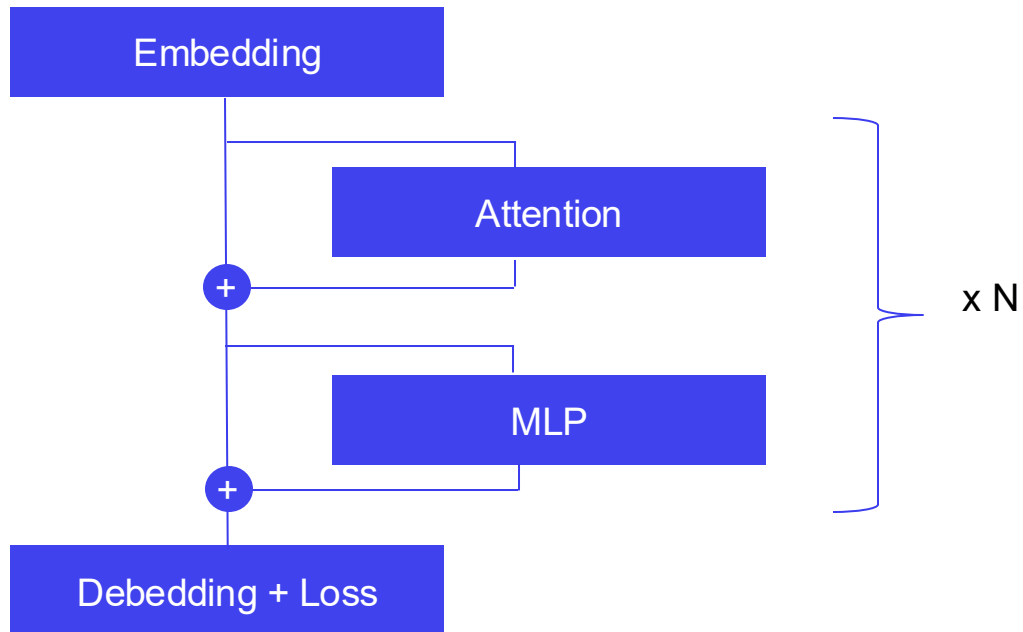 Embedding
Attention
+
x N
MLP
+
Debedding + Loss